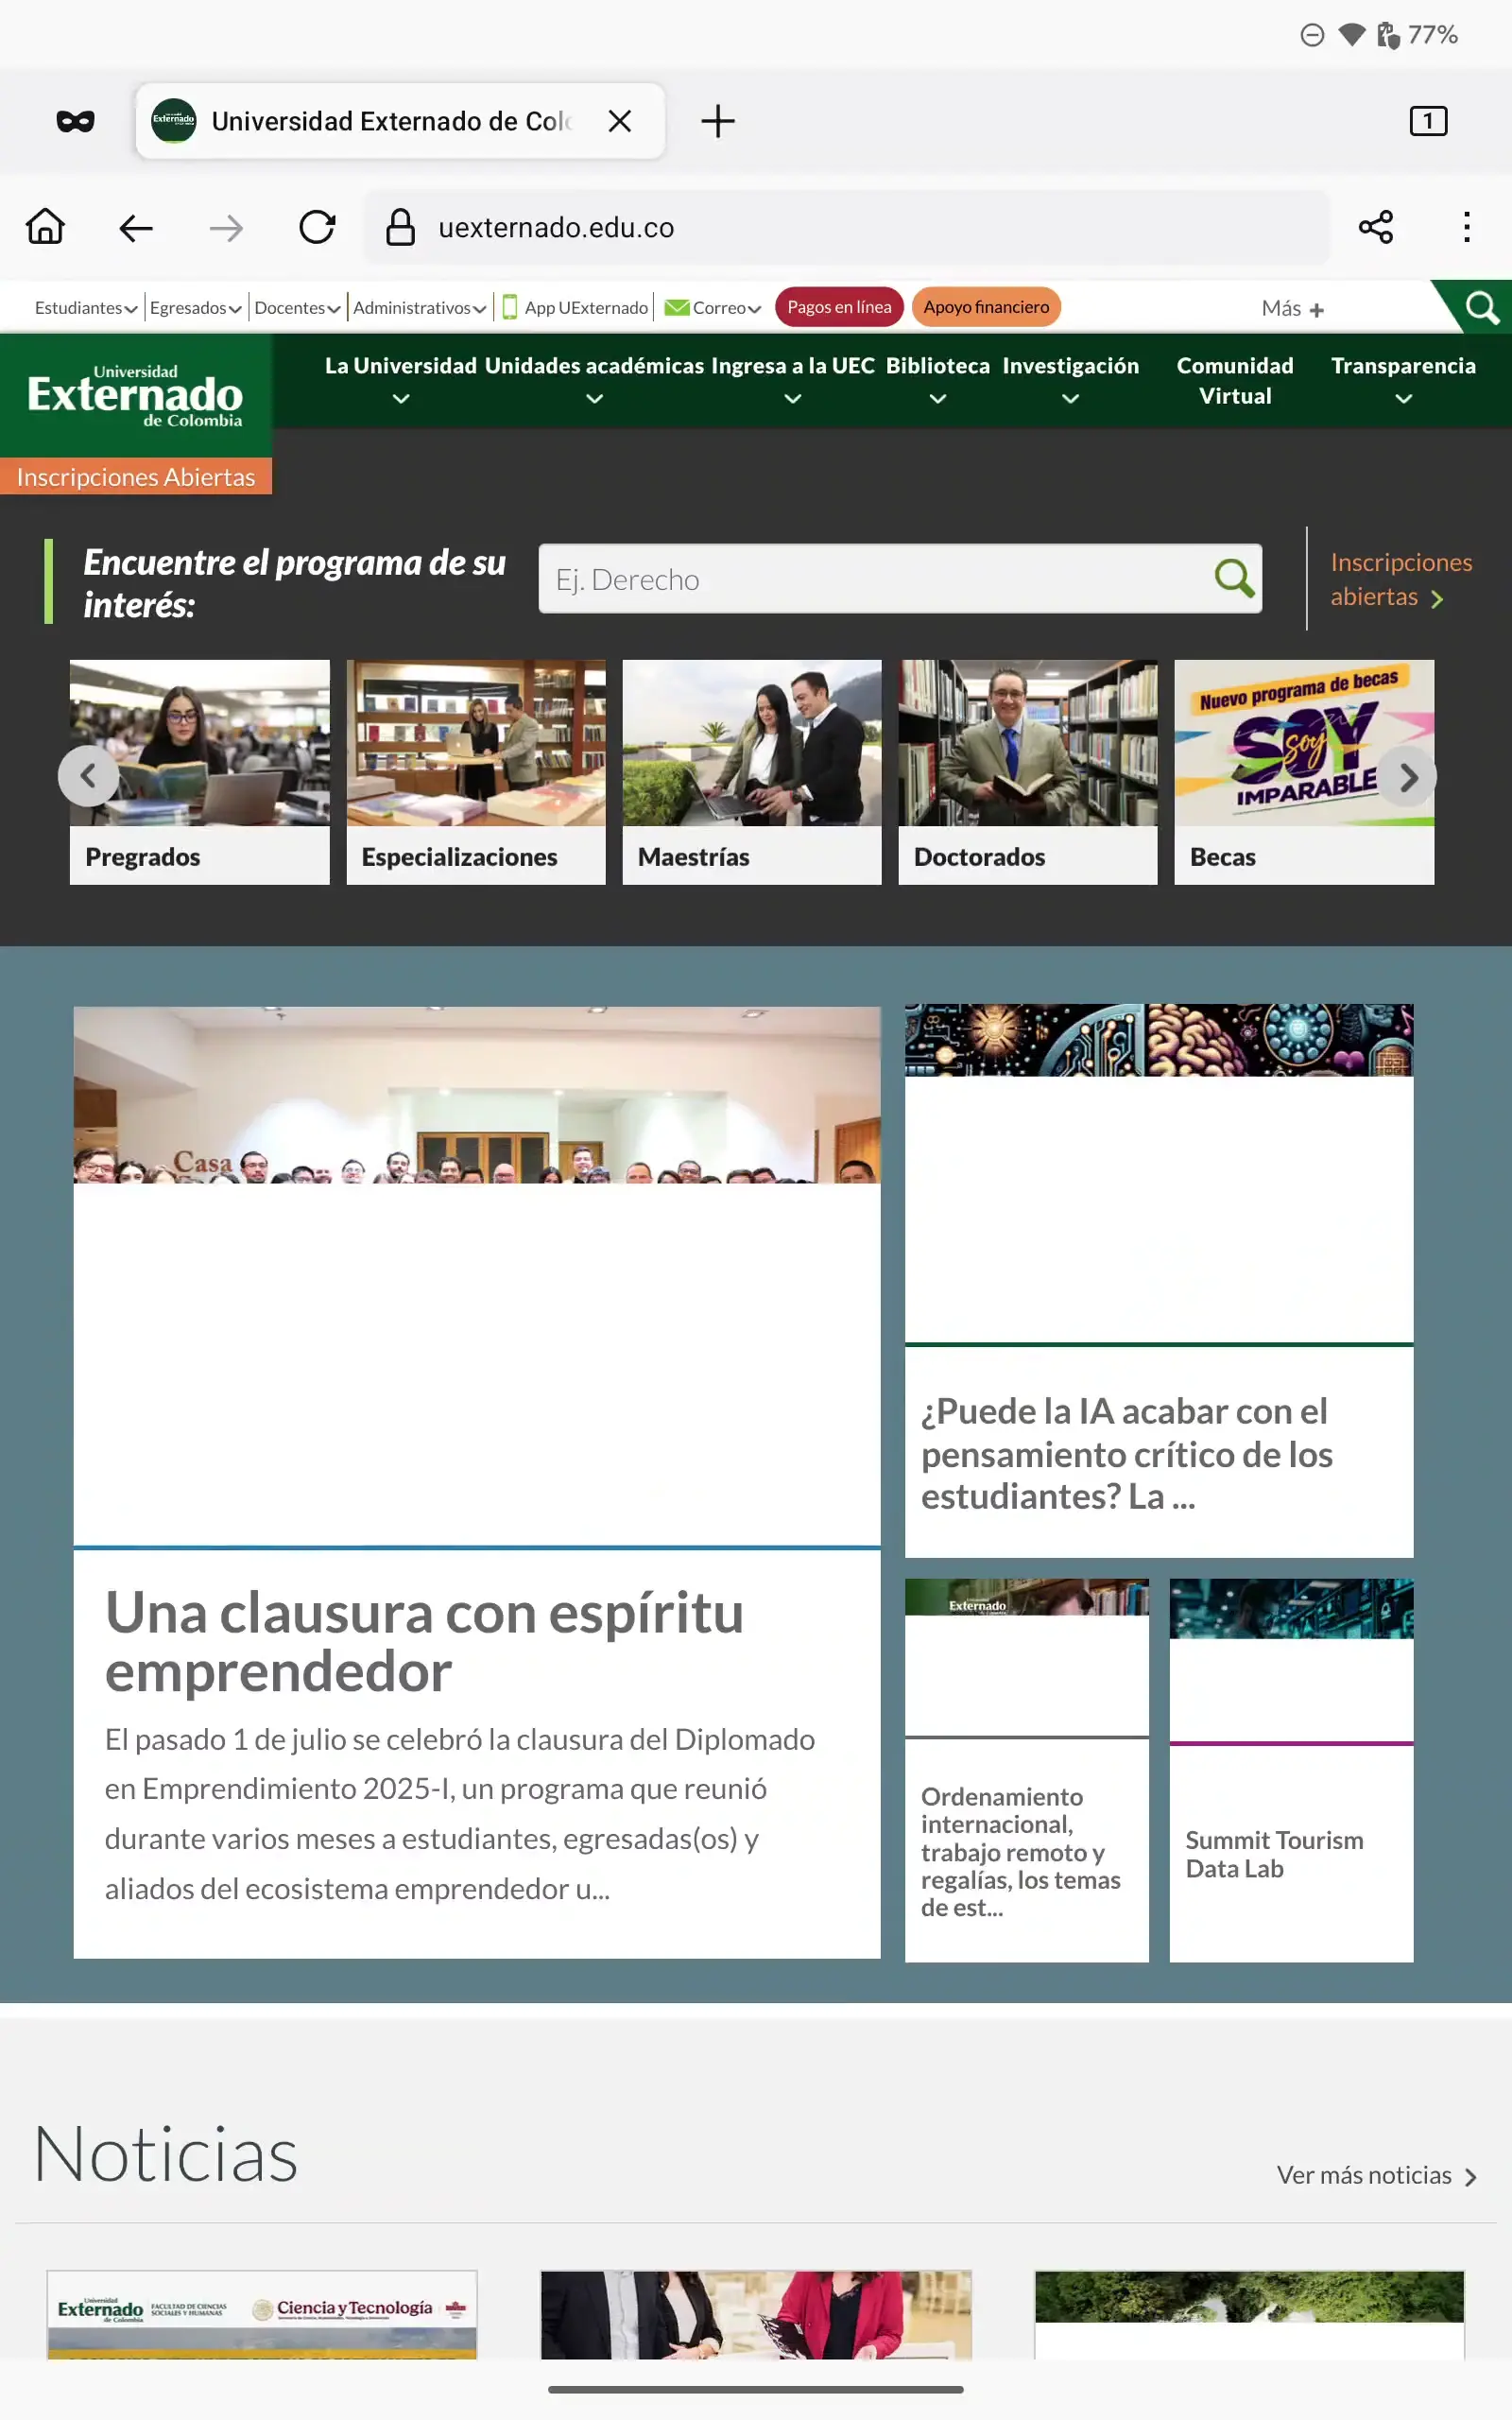 77%
Universidad Externado de Col
1
uexternado.edu.co
Estudiantes Egresados Docentes Administrativos App UExternado Correo Pagos en línea Apoyo financiero Más +
Universidad
Externado
de Colombia
La Universidad Unidades académicas Ingresa a la UEC Biblioteca Investigación Comunidad Virtual Transparencia
Inscripciones Abiertas
Encuentre el programa de su
interés:
Ej. Derecho
Inscripciones
abiertas
Nuevo programa de becas
SOY
soy
IMPARABLE
Pregrados
Especializaciones
Maestrías
Doctorados
Becas
Casa
Una clausura con espíritu
emprendedor
El pasado 1 de julio se celebró la clausura del Diplomado
en Emprendimiento 2025-I, un programa que reunió
durante varios meses a estudiantes, egresadas(os) y
aliados del ecosistema emprendedor u...
¿Puede la IA acabar con el
pensamiento crítico de los
estudiantes? La ...
Externado
Ordenamiento
internacional,
trabajo remoto y
regalías, los temas
de est...
Summit Tourism
Data Lab
Noticias
Ver más noticias
Universidad
Externado
de Colombia
FACULTAD DE CIENCIAS
SOCIALES Y HUMANAS
Ciencia y Tecnología